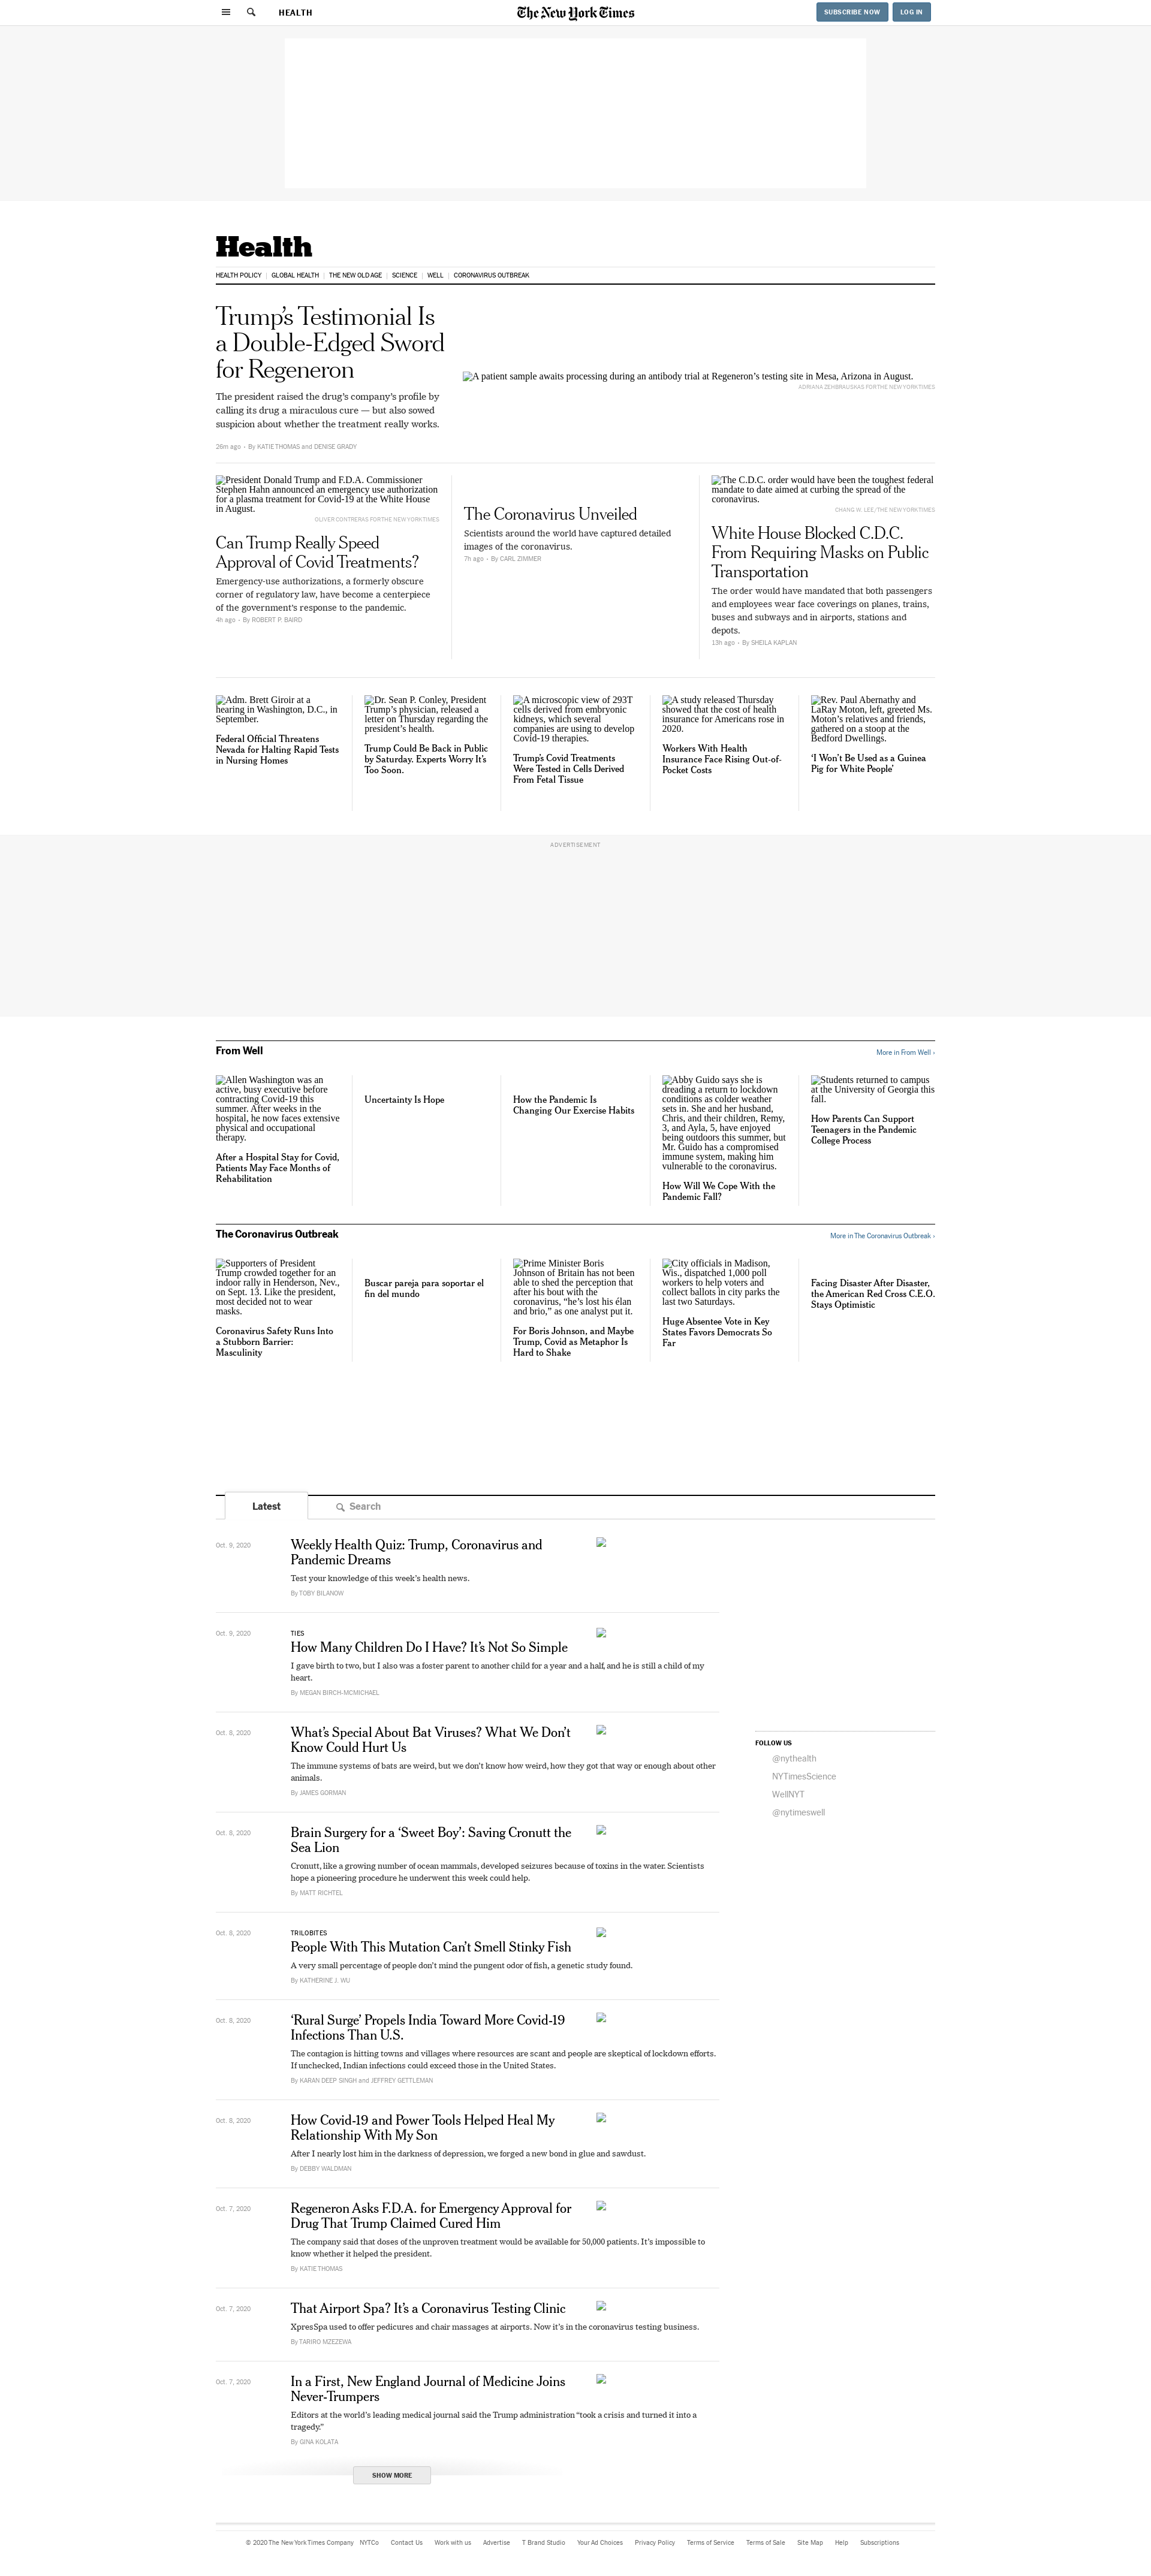 HEALTH
The New York Times
SUBSCRIBE NOW
LOG IN
Health
HEALTH POLICY
GLOBAL HEALTH
THE NEW OLD AGE
SCIENCE
WELL
CORONAVIRUS OUTBREAK
Trump’s Testimonial Is
a Double-Edged Sword
for Regeneron
The president raised the drug’s company’s profile by
calling its drug a miraculous cure — but also sowed
suspicion about whether the treatment really works.
26m ago • By KATIE THOMAS and DENISE GRADY
A patient sample awaits processing during an antibody trial at Regeneron’s testing site in Mesa, Arizona in August.
ADRIANA ZEHBRAUSKAS FOR THE NEW YORK TIMES
President Donald Trump and F.D.A. Commissioner
Stephen Hahn announced an emergency use authorization
for a plasma treatment for Covid-19 at the White House
in August.
OLIVER CONTRERAS FOR THE NEW YORK TIMES
Can Trump Really Speed
Approval of Covid Treatments?
Emergency-use authorizations, a formerly obscure
corner of regulatory law, have become a centerpiece
of the government’s response to the pandemic.
4h ago • By ROBERT P. BAIRD
The Coronavirus Unveiled
Scientists around the world have captured detailed
images of the coronavirus.
7h ago • By CARL ZIMMER
The C.D.C. order would have been the toughest federal
mandate to date aimed at curbing the spread of the
coronavirus.
CHANG W. LEE/THE NEW YORK TIMES
White House Blocked C.D.C.
From Requiring Masks on Public
Transportation
The order would have mandated that both passengers
and employees wear face coverings on planes, trains,
buses and subways and in airports, stations and
depots.
13h ago • By SHEILA KAPLAN
Adm. Brett Giroir at a
hearing in Washington, D.C., in
September.
Federal Official Threatens
Nevada for Halting Rapid Tests
in Nursing Homes
Dr. Sean P. Conley, President
Trump’s physician, released a
letter on Thursday regarding the
president’s health.
Trump Could Be Back in Public
by Saturday. Experts Worry It’s
Too Soon.
A microscopic view of 293T
cells derived from embryonic
kidneys, which several
companies are using to develop
Covid-19 therapies.
Trump’s Covid Treatments
Were Tested in Cells Derived
From Fetal Tissue
A study released Thursday
showed that the cost of health
insurance for Americans rose in
2020.
Workers With Health
Insurance Face Rising Out-of-
Pocket Costs
Rev. Paul Abernathy and
LaRay Moton, left, greeted Ms.
Moton’s relatives and friends,
gathered on a stoop at the
Bedford Dwellings.
‘I Won’t Be Used as a Guinea
Pig for White People’
ADVERTISEMENT
From Well
More in From Well ›
Allen Washington was an
active, busy executive before
contracting Covid-19 this
summer. After weeks in the
hospital, he now faces extensive
physical and occupational
therapy.
After a Hospital Stay for Covid,
Patients May Face Months of
Rehabilitation
Uncertainty Is Hope
How the Pandemic Is
Changing Our Exercise Habits
Abby Guido says she is
dreading a return to lockdown
conditions as colder weather
sets in. She and her husband,
Chris, and their children, Remy,
3, and Ayla, 5, have enjoyed
being outdoors this summer, but
Mr. Guido has a compromised
immune system, making him
vulnerable to the coronavirus.
How Will We Cope With the
Pandemic Fall?
Students returned to campus
at the University of Georgia this
fall.
How Parents Can Support
Teenagers in the Pandemic
College Process
The Coronavirus Outbreak
More in The Coronavirus Outbreak ›
Supporters of President
Trump crowded together for an
indoor rally in Henderson, Nev.,
on Sept. 13. Like the president,
most decided not to wear
masks.
Coronavirus Safety Runs Into
a Stubborn Barrier:
Masculinity
Buscar pareja para soportar el
fin del mundo
Prime Minister Boris
Johnson of Britain has not been
able to shed the perception that
after his bout with the
coronavirus, “he’s lost his élan
and brio,” as one analyst put it.
For Boris Johnson, and Maybe
Trump, Covid as Metaphor Is
Hard to Shake
City officials in Madison,
Wis., dispatched 1,000 poll
workers to help voters and
collect ballots in city parks the
last two Saturdays.
Huge Absentee Vote in Key
States Favors Democrats So
Far
Facing Disaster After Disaster,
the American Red Cross C.E.O.
Stays Optimistic
Latest
Search
Oct. 9, 2020
Weekly Health Quiz: Trump, Coronavirus and
Pandemic Dreams
Test your knowledge of this week’s health news.
By TOBY BILANOW
Oct. 9, 2020
TIES
How Many Children Do I Have? It’s Not So Simple
I gave birth to two, but I also was a foster parent to another child for a year and a half, and he is still a child of my
heart.
By MEGAN BIRCH-MCMICHAEL
Oct. 8, 2020
What’s Special About Bat Viruses? What We Don’t
Know Could Hurt Us
The immune systems of bats are weird, but we don’t know how weird, how they got that way or enough about other
animals.
By JAMES GORMAN
FOLLOW US
@nythealth
NYTimesScience
WellNYT
@nytimeswell
Oct. 8, 2020
Brain Surgery for a ‘Sweet Boy’: Saving Cronutt the
Sea Lion
Cronutt, like a growing number of ocean mammals, developed seizures because of toxins in the water. Scientists
hope a pioneering procedure he underwent this week could help.
By MATT RICHTEL
Oct. 8, 2020
TRILOBITES
People With This Mutation Can’t Smell Stinky Fish
A very small percentage of people don’t mind the pungent odor of fish, a genetic study found.
By KATHERINE J. WU
Oct. 8, 2020
‘Rural Surge’ Propels India Toward More Covid-19
Infections Than U.S.
The contagion is hitting towns and villages where resources are scant and people are skeptical of lockdown efforts.
If unchecked, Indian infections could exceed those in the United States.
By KARAN DEEP SINGH and JEFFREY GETTLEMAN
Oct. 8, 2020
How Covid-19 and Power Tools Helped Heal My
Relationship With My Son
After I nearly lost him in the darkness of depression, we forged a new bond in glue and sawdust.
By DEBBY WALDMAN
Oct. 7, 2020
Regeneron Asks F.D.A. for Emergency Approval for
Drug That Trump Claimed Cured Him
The company said that doses of the unproven treatment would be available for 50,000 patients. It’s impossible to
know whether it helped the president.
By KATIE THOMAS
Oct. 7, 2020
That Airport Spa? It’s a Coronavirus Testing Clinic
XpresSpa used to offer pedicures and chair massages at airports. Now it’s in the coronavirus testing business.
By TARIRO MZEZEWA
Oct. 7, 2020
In a First, New England Journal of Medicine Joins
Never-Trumpers
Editors at the world’s leading medical journal said the Trump administration “took a crisis and turned it into a
tragedy.”
By GINA KOLATA
SHOW MORE
© 2020 The New York Times Company NYTCo Contact Us Work with us Advertise T Brand Studio Your Ad Choices Privacy Policy Terms of Service Terms of Sale Site Map Help Subscriptions